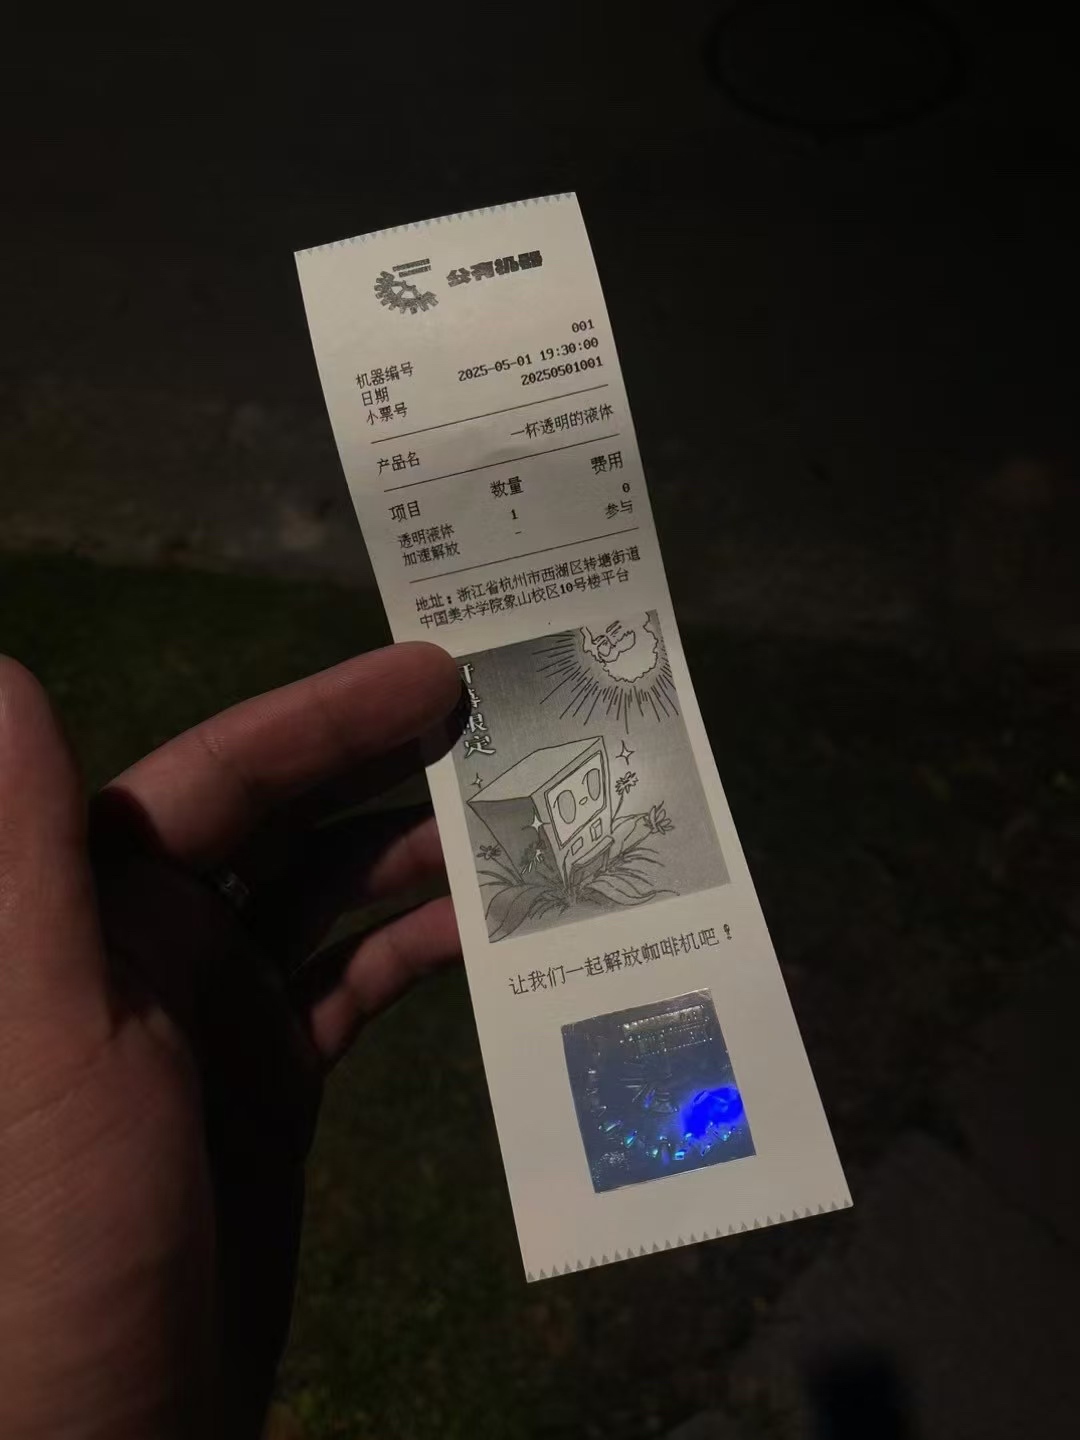 公有机器
机器编号 001
日期 2025-05-01 19:30:00
小票号 20250501001
产品名 一杯透明的液体
项目 数量 费用
透明液体 1 0
加速解放 - 参与
地址：浙江省杭州市西湖区转塘街道
中国美术学院象山校区10号楼平台
限定
让我们一起解放咖啡机吧！